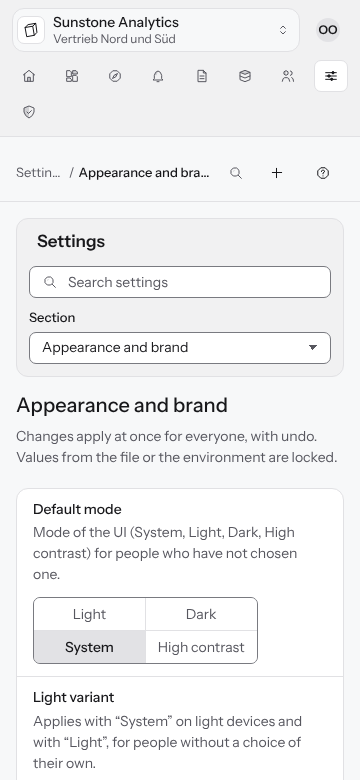 Sunstone Analytics
Vertrieb Nord und Süd
OO
Settin... / Appearance and bra...
Settings
Search settings
Section
Appearance and brand
Appearance and brand
Changes apply at once for everyone, with undo.
Values from the file or the environment are locked.
Default mode
Mode of the UI (System, Light, Dark, High
contrast) for people who have not chosen
one.
Light Dark
System High contrast
Light variant
Applies with “System” on light devices and
with “Light”, for people without a choice of
their own.